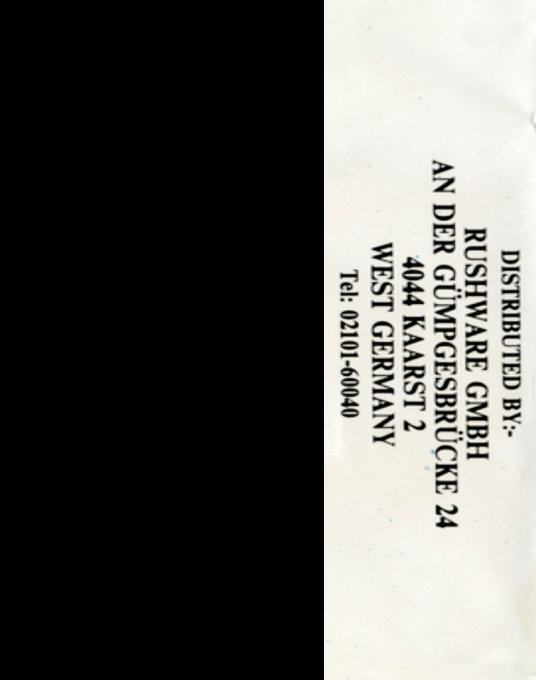 DISTRIBUTED BY:-
RUSHWARE GMBH
AN DER GÜMPGESBRÜCKE 24
4044 KAARST 2
WEST GERMANY
Tel: 02101-60040